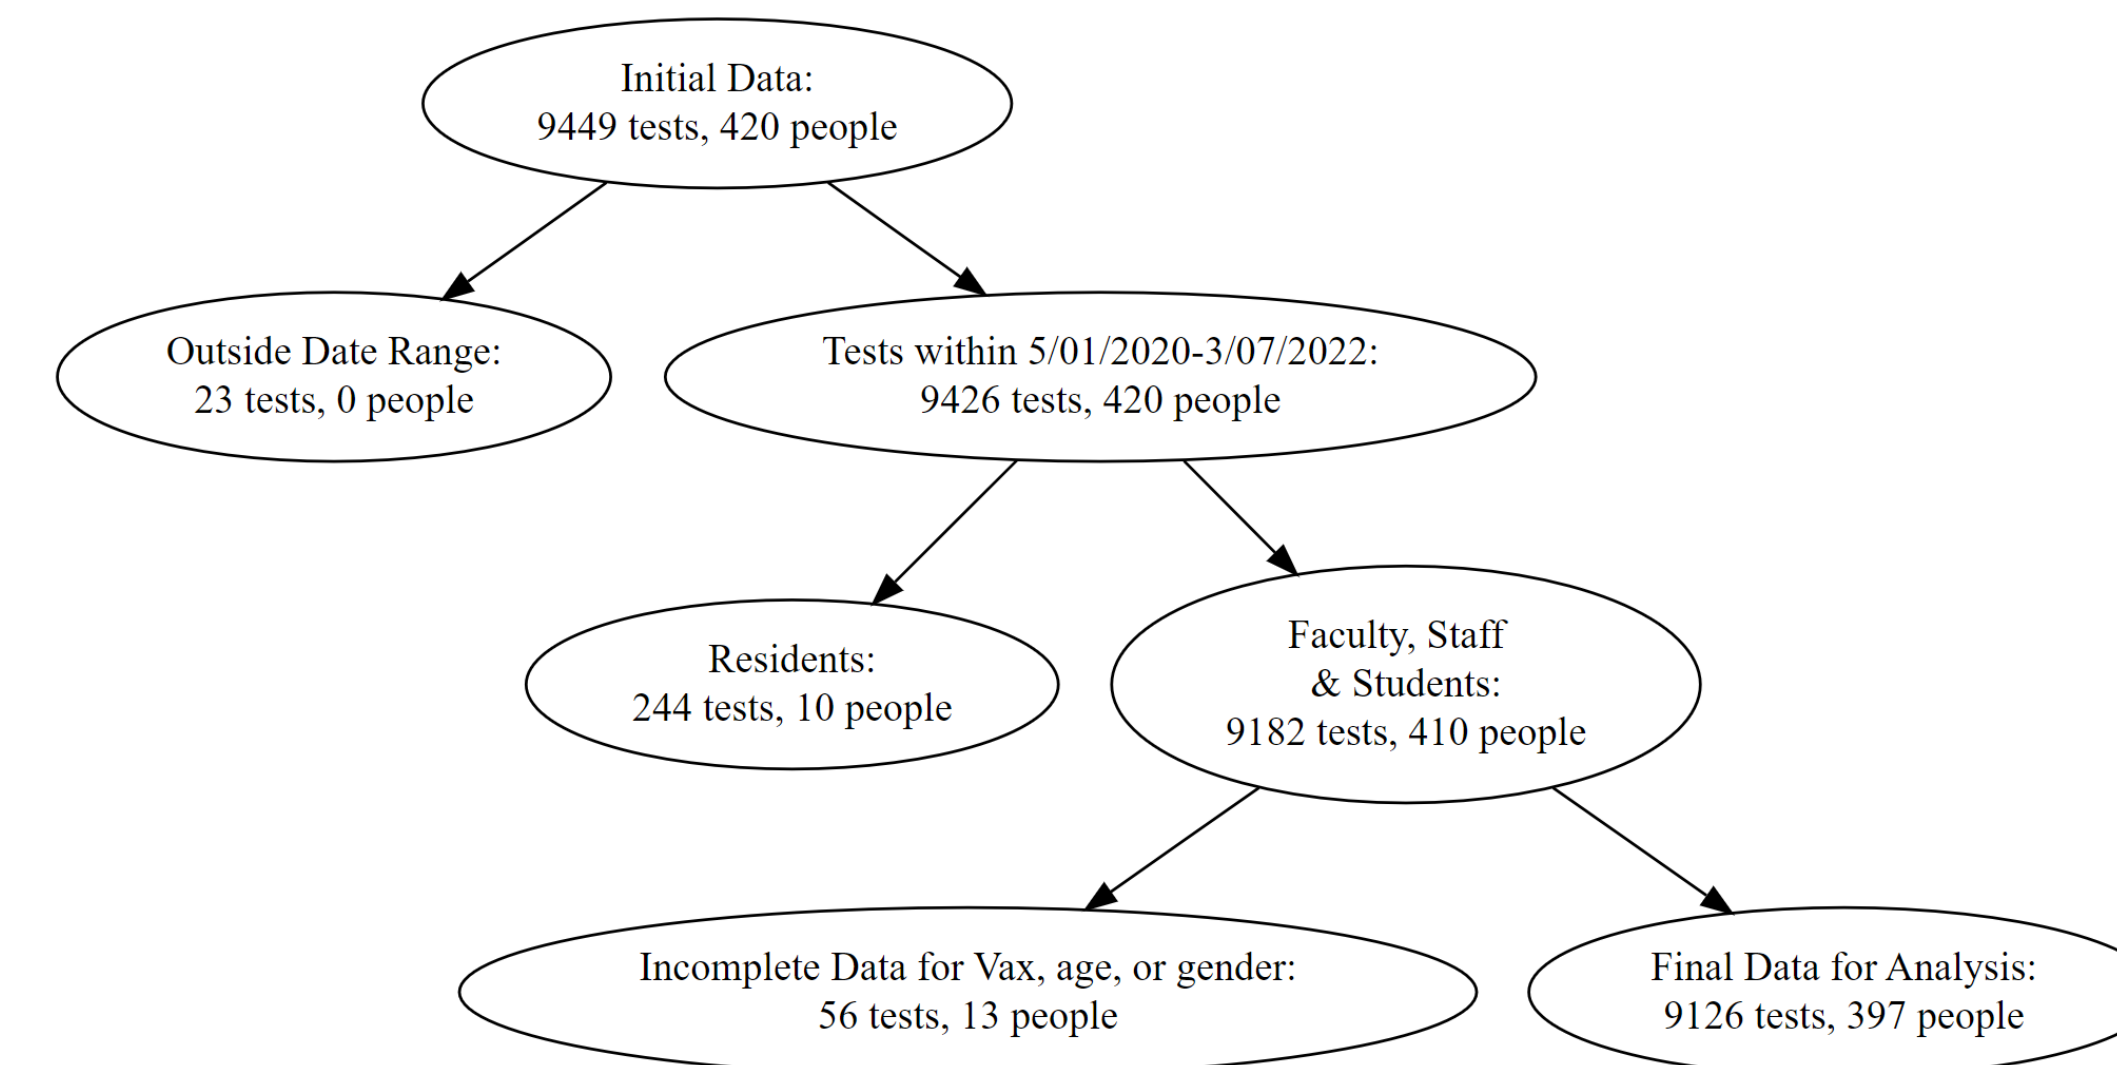 Initial Data:
9449 tests, 420 people
Outside Date Range:
23 tests, 0 people
Tests within 5/01/2020-3/07/2022:
9426 tests, 420 people
Residents:
244 tests, 10 people
Faculty, Staff
& Students:
9182 tests, 410 people
Incomplete Data for Vax, age, or gender:
56 tests, 13 people
Final Data for Analysis:
9126 tests, 397 people